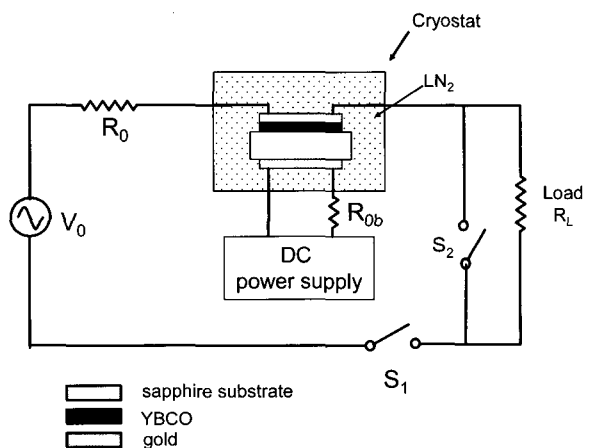 Cryostat
LN₂
R₀
V₀
R₀b
DC
power supply
S₂
Load
R_L
S₁
sapphire substrate
YBCO
gold